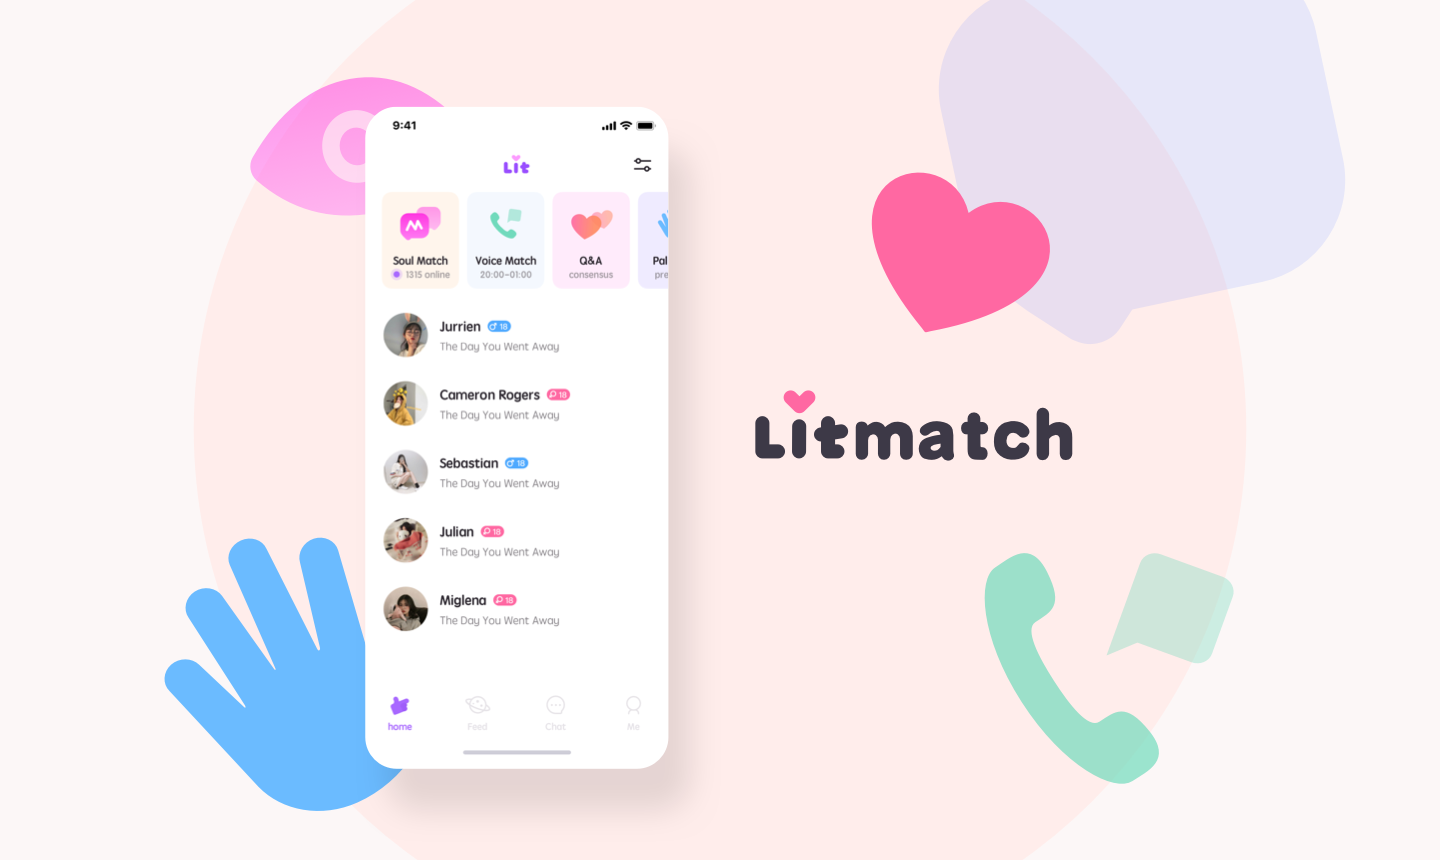 9:41
Lit
Soul Match
1315 online
Voice Match
20:00-01:00
Q&A
consensus
Jurrien 18
The Day You Went Away
Cameron Rogers 18
The Day You Went Away
Sebastian 18
The Day You Went Away
Julian 18
The Day You Went Away
Miglena 18
The Day You Went Away
home
Feed
Chat
Me
Litmatch